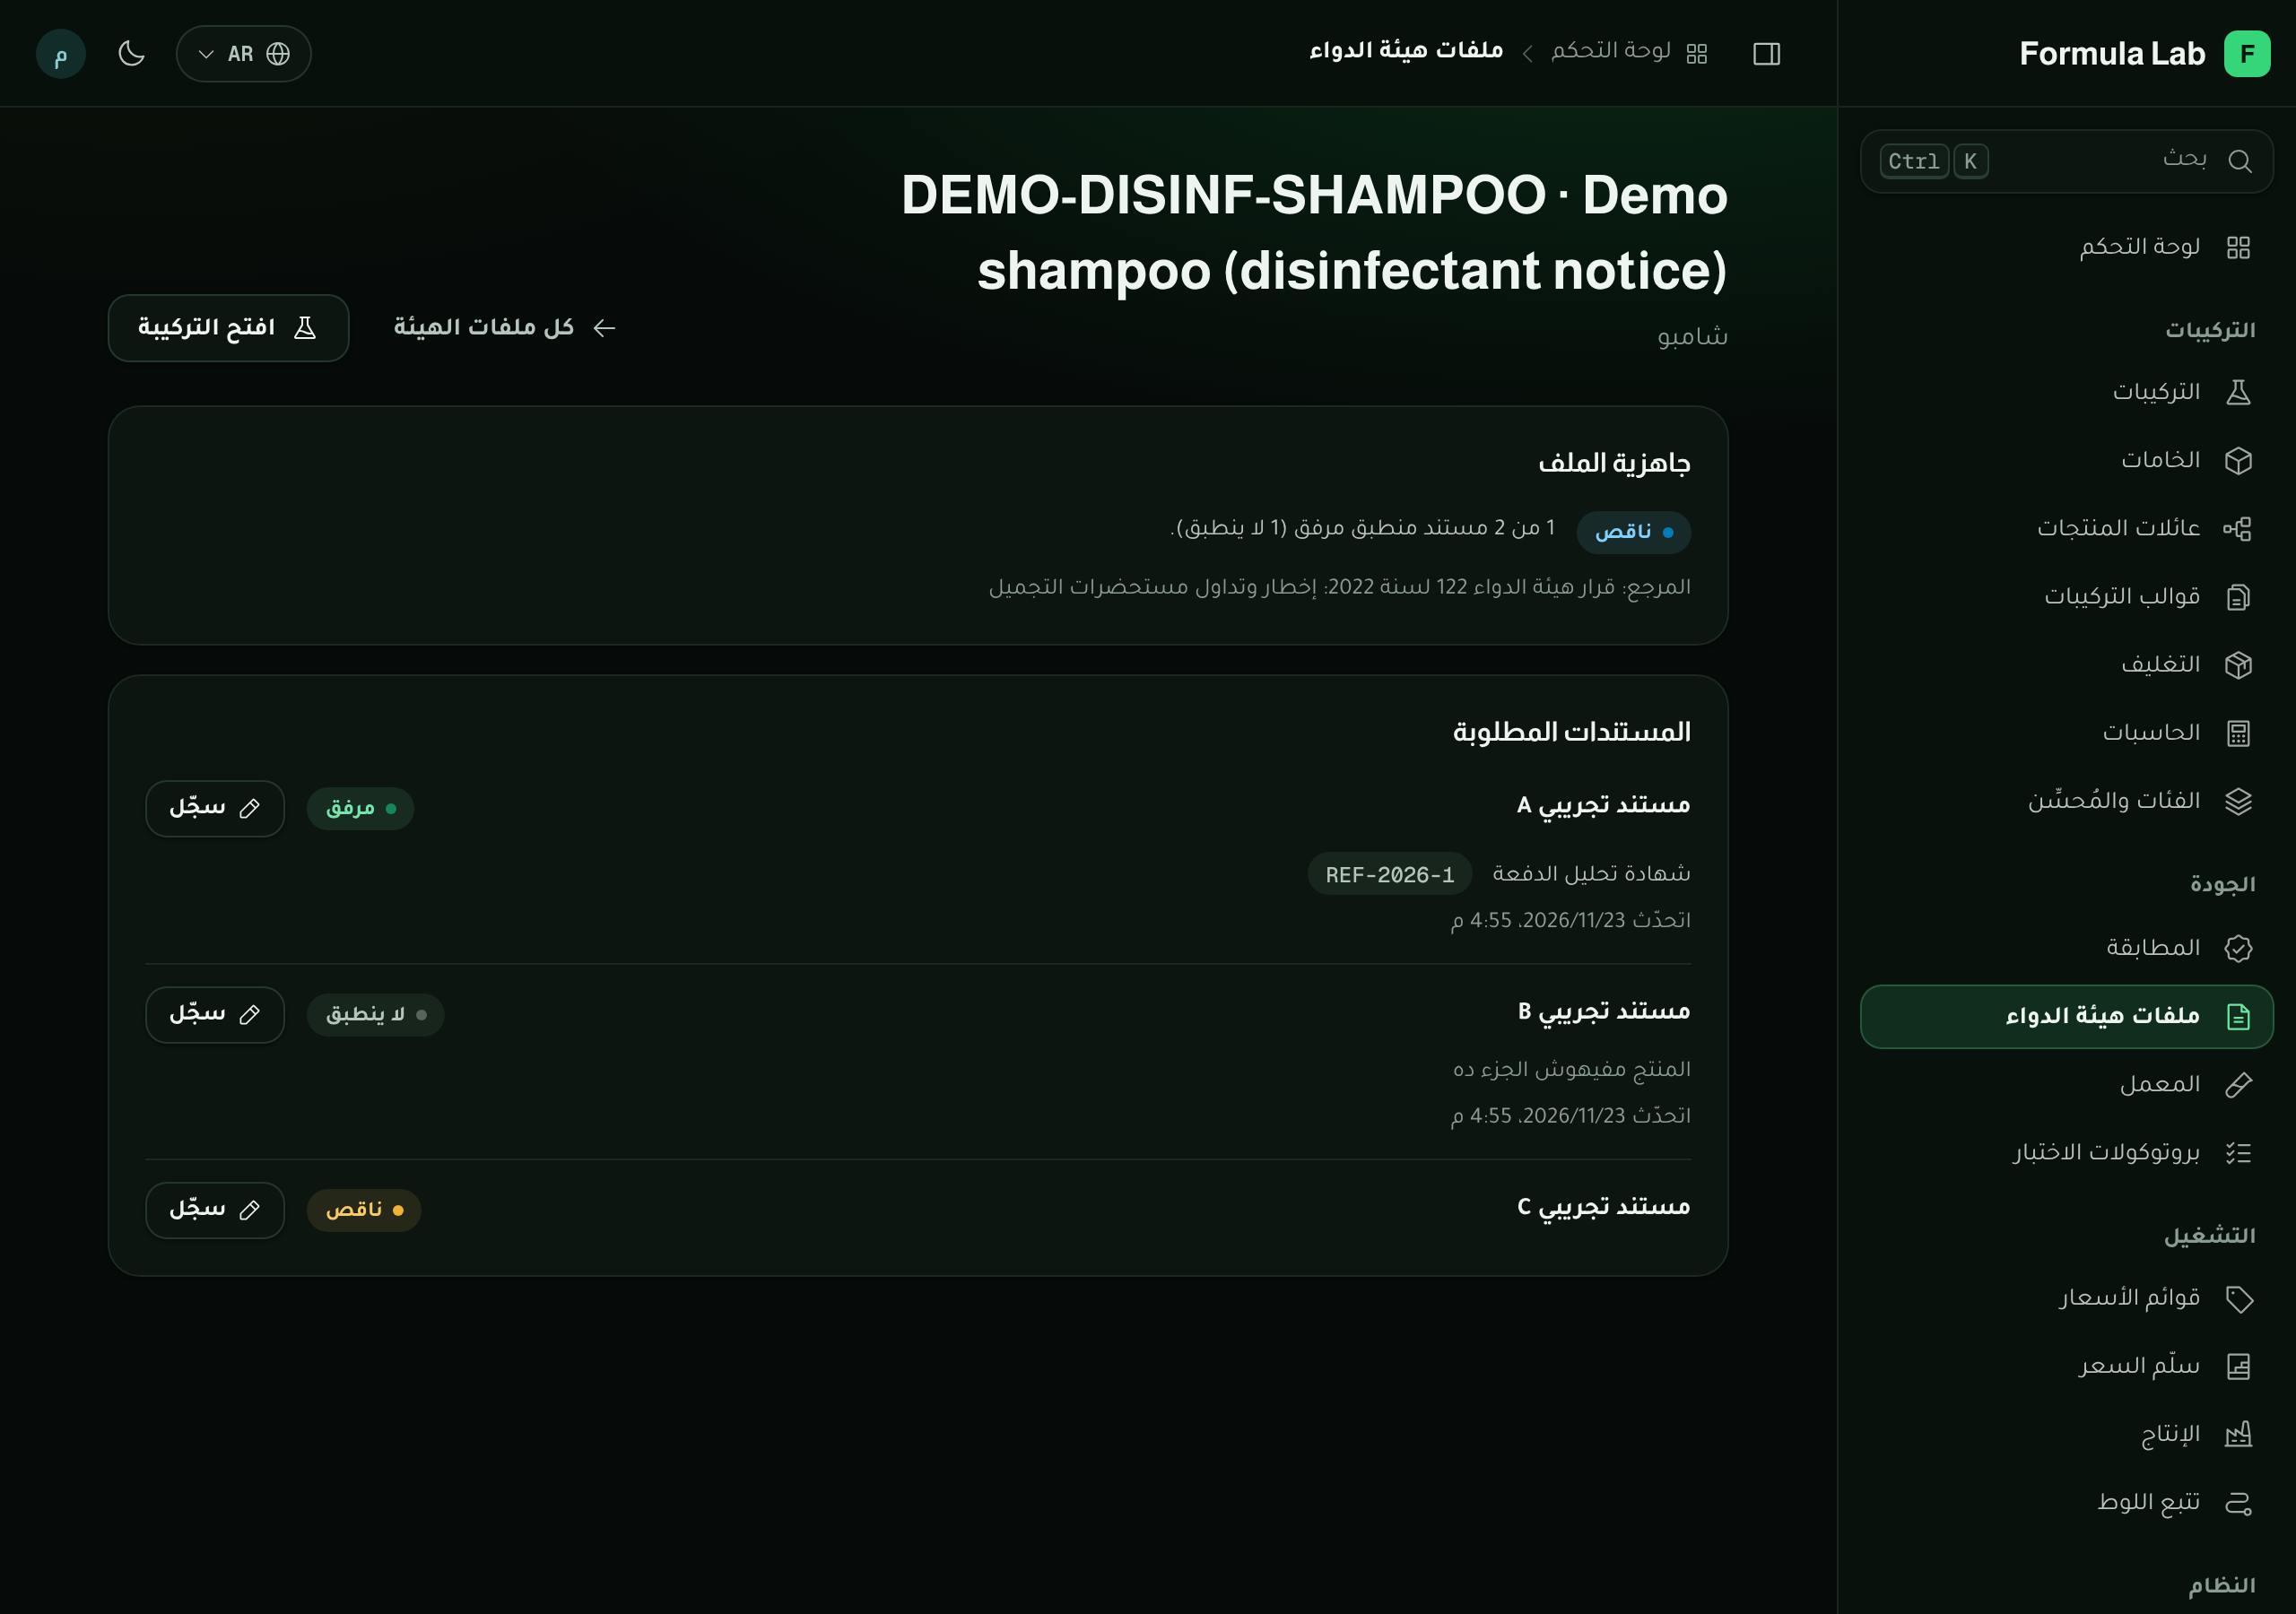 F Formula Lab
بحث Ctrl K
لوحة التحكم
التركيبات
التركيبات
الخامات
عائلات المنتجات
قوالب التركيبات
التغليف
الحاسبات
الفئات والمُحسِّن
الجودة
المطابقة
ملفات هيئة الدواء
المعمل
بروتوكولات الاختبار
التشغيل
قوائم الأسعار
سلّم السعر
الإنتاج
تتبع اللوط
النظام
لوحة التحكم ملفات هيئة الدواء
AR
م
DEMO-DISINF-SHAMPOO · Demo
shampoo (disinfectant notice)
شامبو
كل ملفات الهيئة
افتح التركيبة
جاهزية الملف
ناقص 1 من 2 مستند منطبق مرفق (1 لا ينطبق).
المرجع: قرار هيئة الدواء 122 لسنة 2022: إخطار وتداول مستحضرات التجميل
المستندات المطلوبة
مستند تجريبي A مرفق سجّل
شهادة تحليل الدفعة REF-2026-1
اتحدّث 2026/11/23، 4:55 م
مستند تجريبي B لا ينطبق سجّل
المنتج مفيهوش الجزء ده
اتحدّث 2026/11/23، 4:55 م
مستند تجريبي C ناقص سجّل